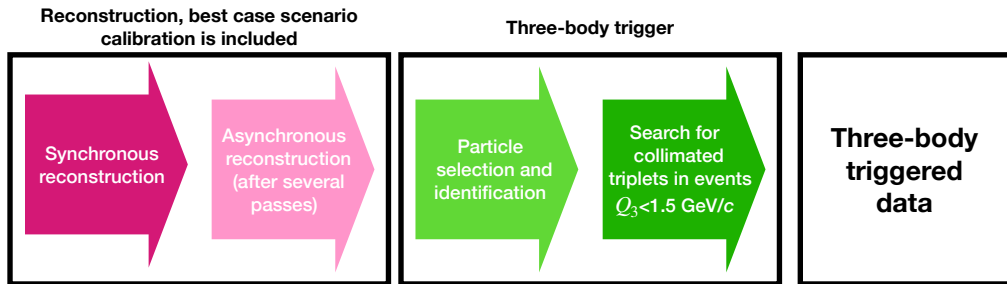 Reconstruction, best case scenario
calibration is included
Three-body trigger
Synchronous
reconstruction
Asynchronous
reconstruction
(after several
passes)
Particle
selection and
identification
Search for
collimated
triplets in events
Q₃<1.5 GeV/c
Three-body
triggered
data